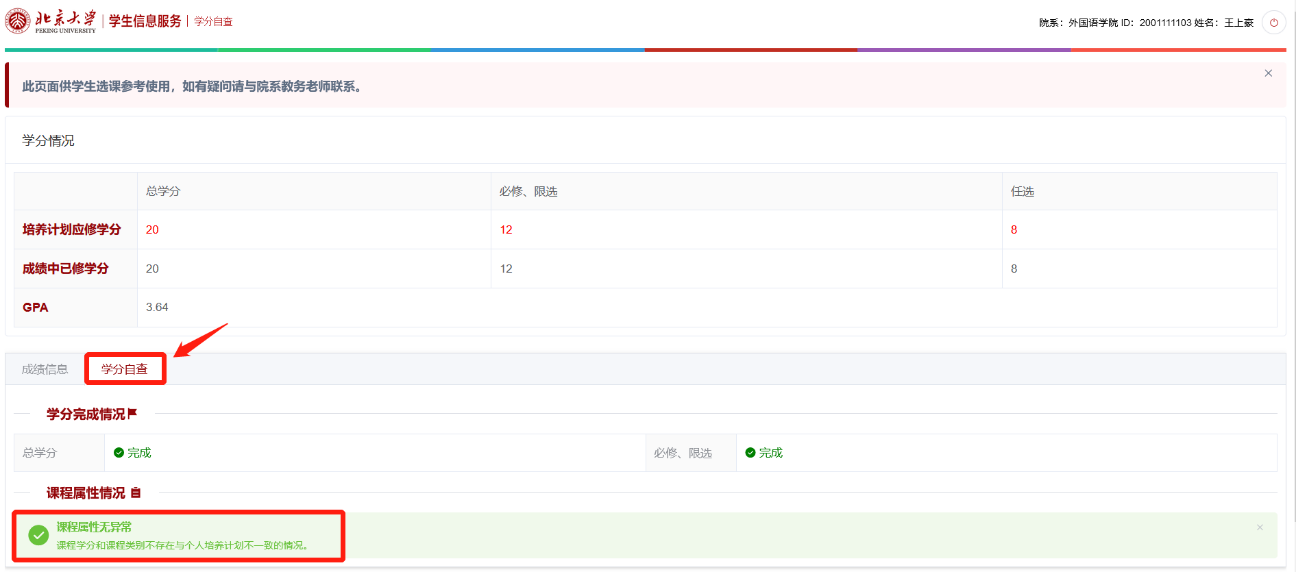 北京大学 | 学生信息服务 | 学分自查
PEKING UNIVERSITY
院系：外国语学院 ID：2001111103 姓名：王上豪
此页面供学生选课参考使用，如有疑问请与院系教务老师联系。
学分情况
总学分 必修、限选 任选
培养计划应修学分 20 12 8
成绩中已修学分 20 12 8
GPA 3.64
成绩信息 学分自查
学分完成情况
总学分 完成 必修、限选 完成
课程属性情况
课程属性无异常
课程学分和课程类别不存在与个人培养计划不一致的情况。